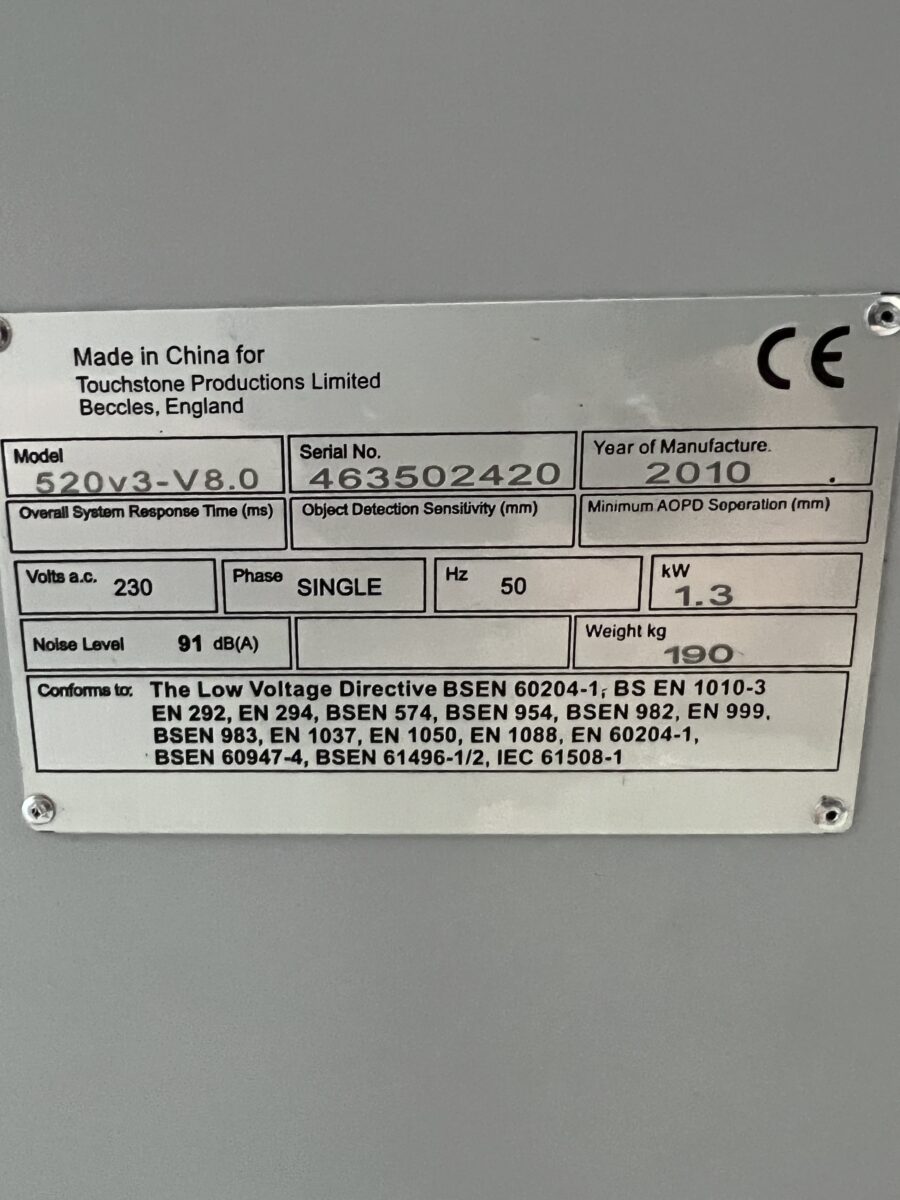 Made in China for
Touchstone Productions Limited
Beccles, England
CE
Model
520v3-V8.0
Serial No.
463502420
Year of Manufacture.
2010 .
Overall System Response Time (ms)
Object Detection Sensitivity (mm)
Minimum AOPD Soporation (mm)
Volts a.c. 230
Phase SINGLE
Hz 50
kW
1.3
Noise Level 91 dB(A)
Weight kg
190
Conforms to: The Low Voltage Directive BSEN 60204-1, BS EN 1010-3
EN 292, EN 294, BSEN 574, BSEN 954, BSEN 982, EN 999,
BSEN 983, EN 1037, EN 1050, EN 1088, EN 60204-1,
BSEN 60947-4, BSEN 61496-1/2, IEC 61508-1